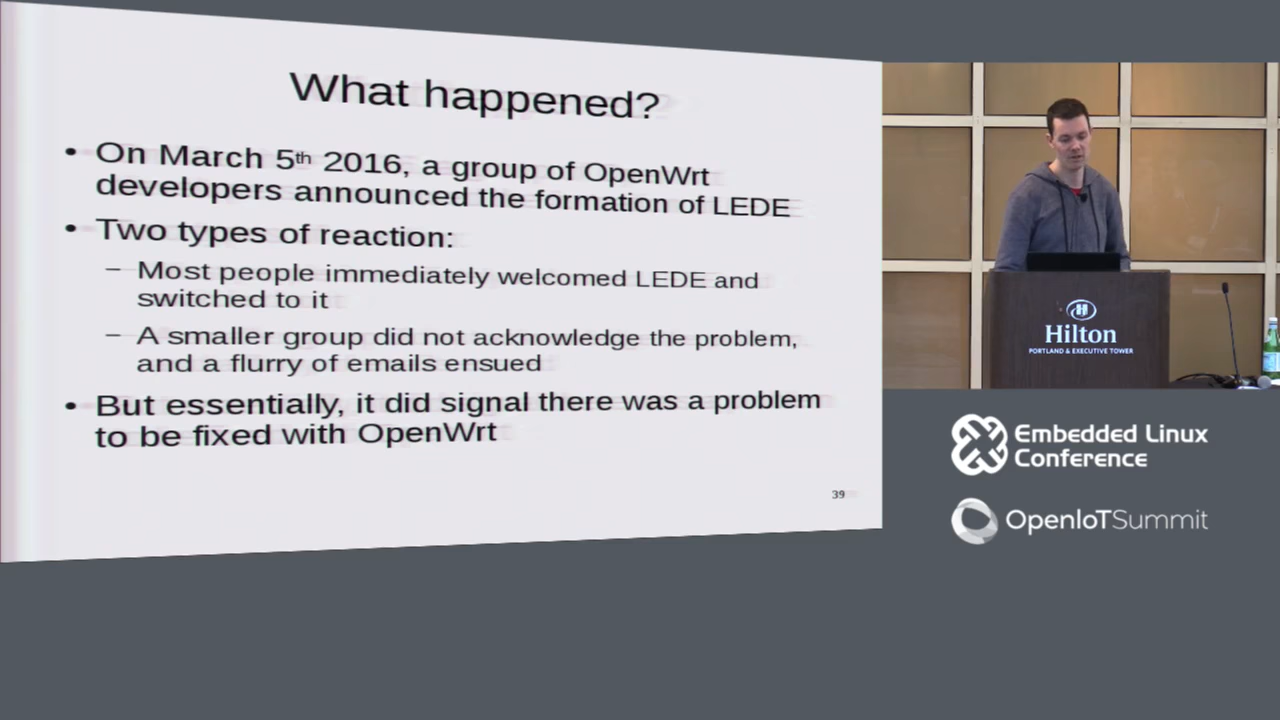 What happened?
• On March 5th 2016, a group of OpenWrt
developers announced the formation of LEDE
• Two types of reaction:
– Most people immediately welcomed LEDE and
switched to it
– A smaller group did not acknowledge the problem,
and a flurry of emails ensued
• But essentially, it did signal there was a problem
to be fixed with OpenWrt
39
H
Hilton
PORTLAND & EXECUTIVE TOWER
Embedded Linux
Conference
OpenIoTSummit